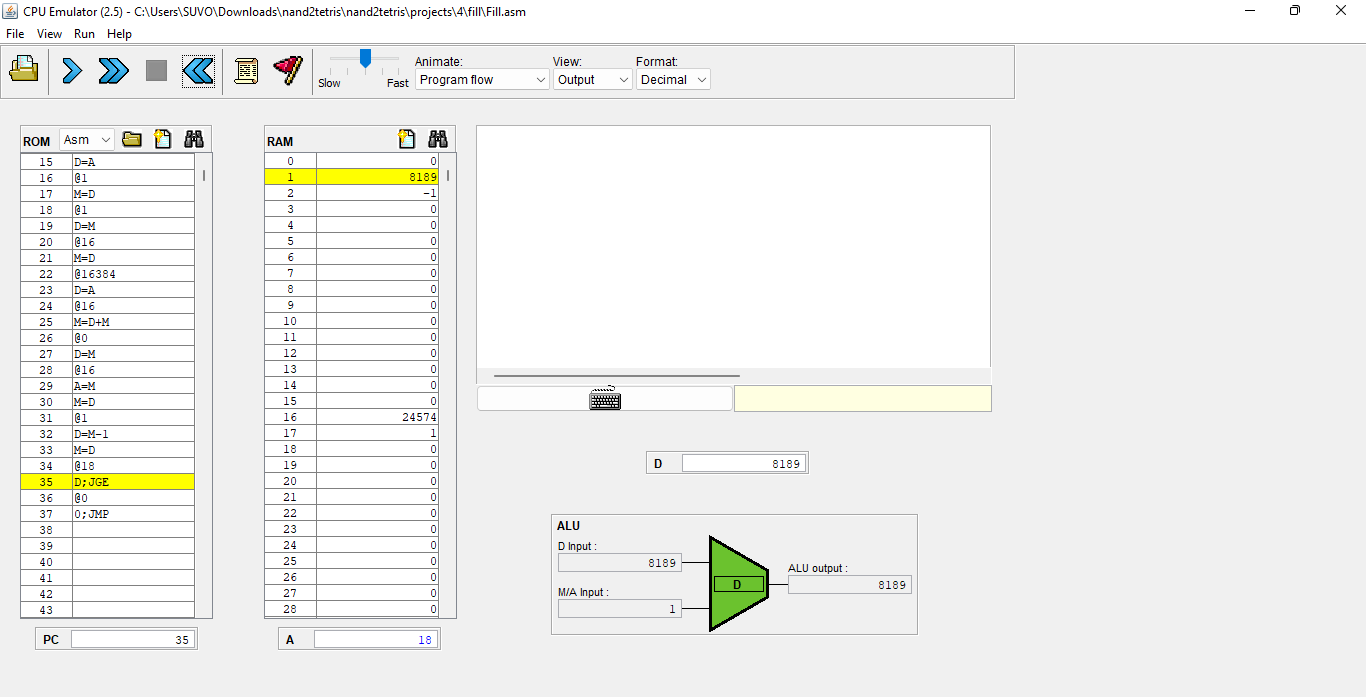 CPU Emulator (2.5) - C:\Users\SUVO\Downloads\nand2tetris\nand2tetris\projects\4\fill\Fill.asm
File View Run Help
Slow Fast
Animate:
Program flow
View:
Output
Format:
Decimal
ROM Asm
15 D=A
16 @1
17 M=D
18 @1
19 D=M
20 @16
21 M=D
22 @16384
23 D=A
24 @16
25 M=D+M
26 @0
27 D=M
28 @16
29 A=M
30 M=D
31 @1
32 D=M-1
33 M=D
34 @18
35 D;JGE
36 @0
37 0;JMP
38
39
40
41
42
43
PC 35
RAM
0 0
1 8189
2 -1
3 0
4 0
5 0
6 0
7 0
8 0
9 0
10 0
11 0
12 0
13 0
14 0
15 0
16 24574
17 1
18 0
19 0
20 0
21 0
22 0
23 0
24 0
25 0
26 0
27 0
28 0
A 18
D 8189
ALU
D Input :
8189
M/A Input :
1
D
ALU output :
8189